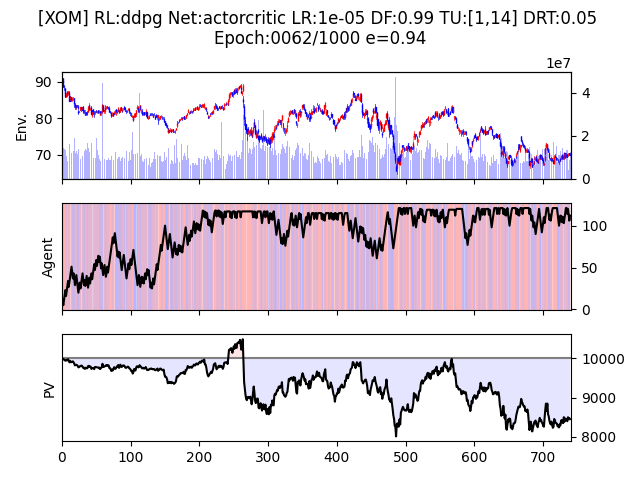 [XOM] RL:ddpg Net:actorcritic LR:1e-05 DF:0.99 TU:[1,14] DRT:0.05
Epoch:0062/1000 e=0.94
1e7
90
80
70
Env.
4
2
0
Agent
100
50
0
PV
10000
9000
8000
0 100 200 300 400 500 600 700